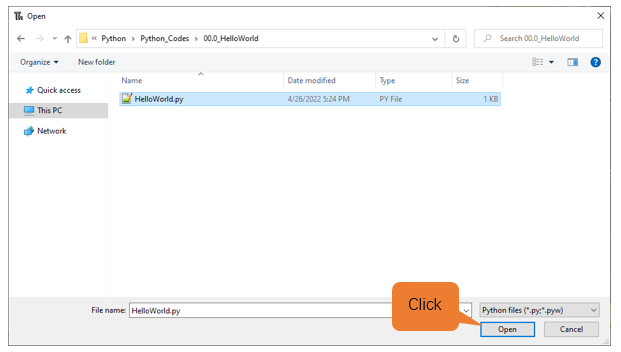 Open
« Python › Python_Codes › 00.0_HelloWorld
Search 00.0_HelloWorld
Organize
New folder
Name Date modified Type Size
Quick access
This PC
Network
HelloWorld.py 4/26/2022 5:24 PM PY File 1 KB
Click
File name: HelloWorld.py
Python files (*.py;*.pyw)
Open Cancel